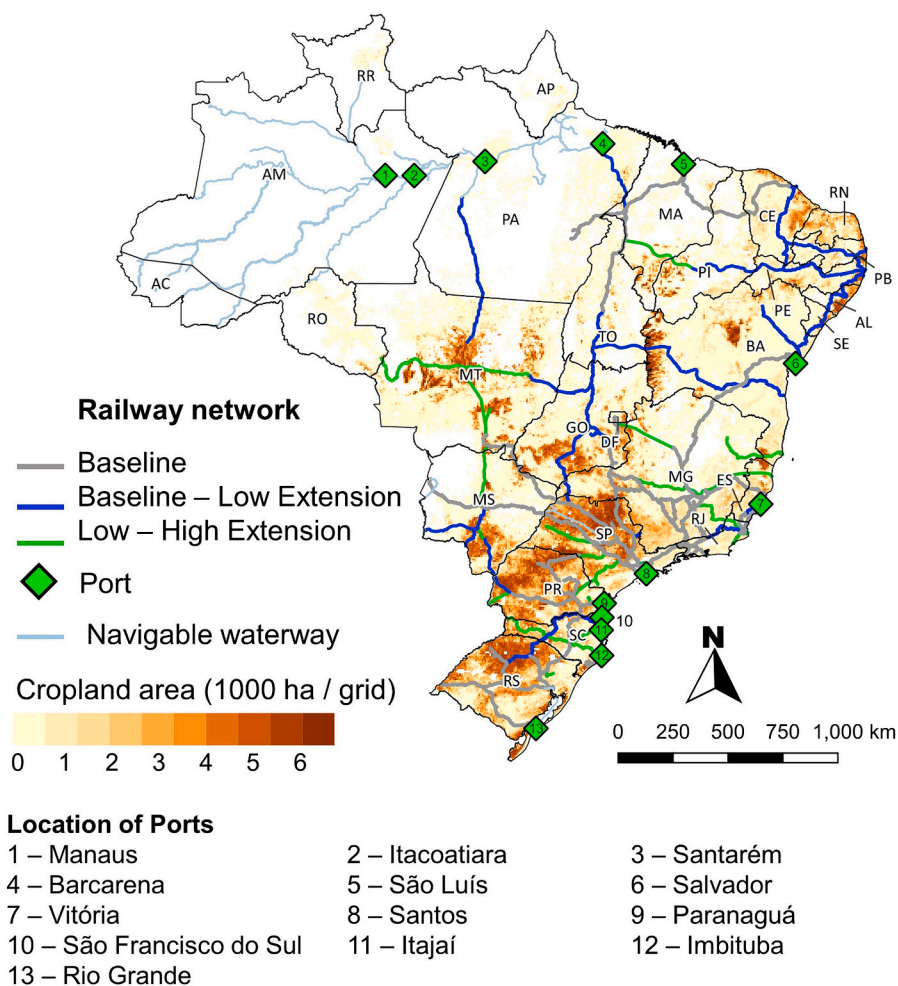 RR
AP
1
2
3
4
5
AM
PA
MA
CE
RN
AC
PI
PB
RO
PE
AL
TO
BA
SE
6
MT
Railway network
GO
DF
Baseline
MG
ES
Baseline – Low Extension
MS
7
Low – High Extension
SP
RJ
Port
8
PR
9
10
Navigable waterway
SC
11
N
12
Cropland area (1000 ha / grid)
RS
0 250 500 750 1,000 km
13
0 1 2 3 4 5 6
Location of Ports
1 – Manaus 2 – Itacoatiara 3 – Santarém
4 – Barcarena 5 – São Luís 6 – Salvador
7 – Vitória 8 – Santos 9 – Paranaguá
10 – São Francisco do Sul 11 – Itajaí 12 – Imbituba
13 – Rio Grande